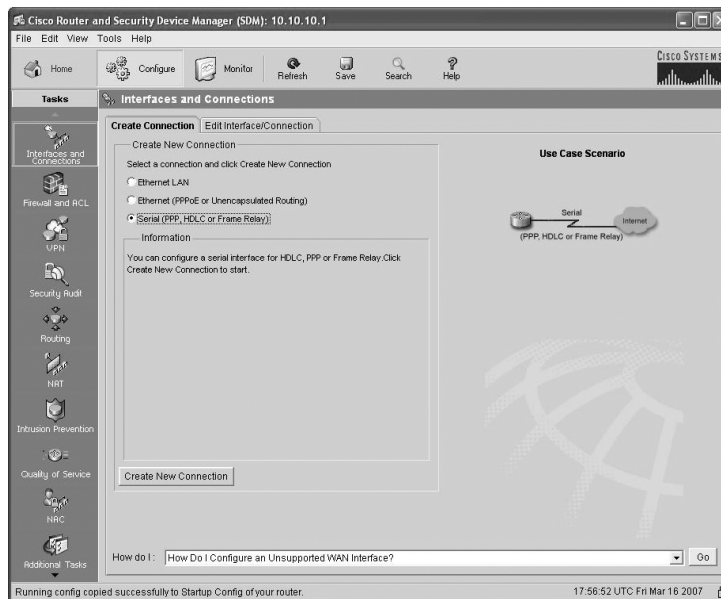 Cisco Router and Security Device Manager (SDM): 10.10.10.1
File Edit View Tools Help
Home
Configure
Monitor
Refresh
Save
Search
Help
CISCO SYSTEMS
Tasks
Interfaces and Connections
Create Connection
Edit Interface/Connection
Interfaces and
Connections
Firewall and ACL
VPN
Security Audit
Routing
NAT
Intrusion Prevention
Quality of Service
NAC
Additional Tasks
Create New Connection
Select a connection and click Create New Connection
Ethernet LAN
Ethernet (PPPoE or Unencapsulated Routing)
Serial (PPP, HDLC or Frame Relay)
Information
You can configure a serial interface for HDLC, PPP or Frame Relay.Click
Create New Connection to start.
Create New Connection
Use Case Scenario
Serial
Internet
(PPP, HDLC or Frame Relay)
How do I :
How Do I Configure an Unsupported WAN Interface?
Go
Running config copied successfully to Startup Config of your router.
17:56:52 UTC Fri Mar 16 2007